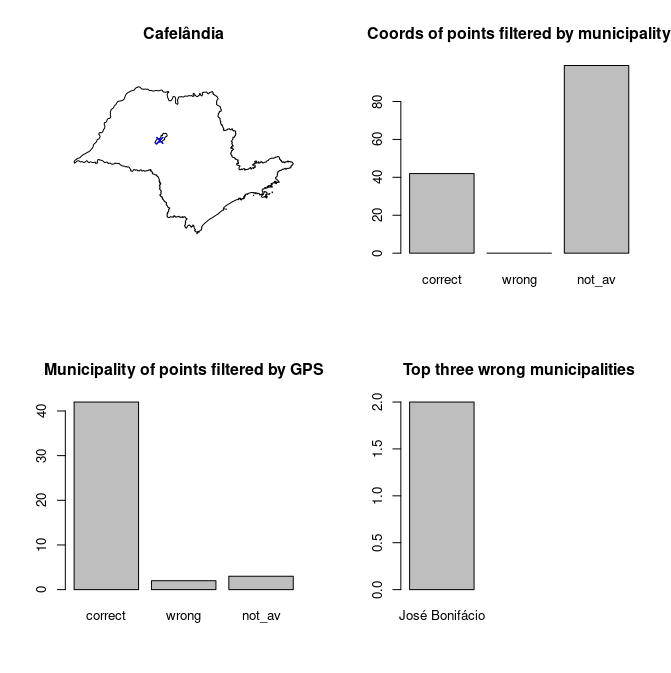 Cafelândia
Coords of points filtered by municipality
80
60
40
20
0
correct wrong not_av
Municipality of points filtered by GPS
40
30
20
10
0
correct wrong not_av
Top three wrong municipalities
2.0
1.5
1.0
0.5
0.0
José Bonifácio